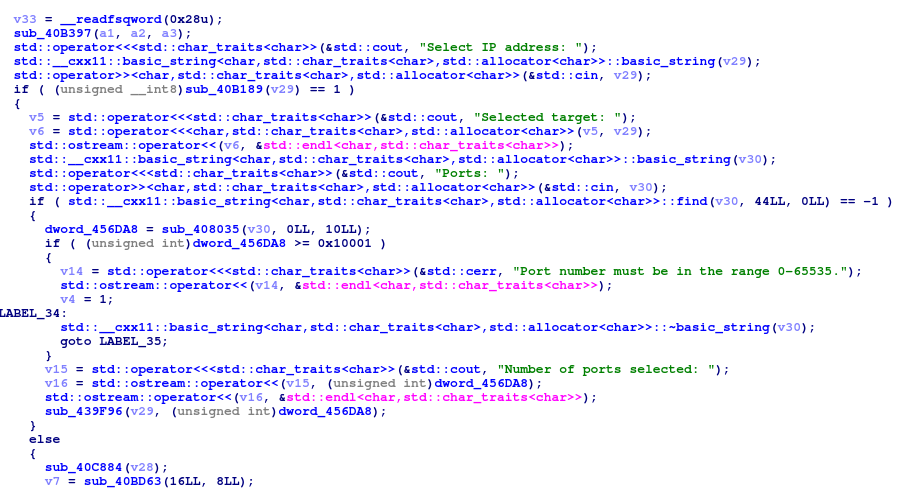 v33 = __readfsqword(0x28u);
sub_40B397(a1, a2, a3);
std::operator<<<std::char_traits<char>>(&std::cout, "Select IP address: ");
std::__cxx11::basic_string<char,std::char_traits<char>,std::allocator<char>>::basic_string(v29);
std::operator>><char,std::char_traits<char>,std::allocator<char>>(&std::cin, v29);
if ( (unsigned __int8)sub_40B189(v29) == 1 )
{
v5 = std::operator<<<std::char_traits<char>>(&std::cout, "Selected target: ");
v6 = std::operator<<<char,std::char_traits<char>,std::allocator<char>>(v5, v29);
std::ostream::operator<<(v6, &std::endl<char,std::char_traits<char>>);
std::__cxx11::basic_string<char,std::char_traits<char>,std::allocator<char>>::basic_string(v30);
std::operator<<<std::char_traits<char>>(&std::cout, "Ports: ");
std::operator>><char,std::char_traits<char>,std::allocator<char>>(&std::cin, v30);
if ( std::__cxx11::basic_string<char,std::char_traits<char>,std::allocator<char>>::find(v30, 44LL, 0LL) == -1 )
{
dword_456DA8 = sub_408035(v30, 0LL, 10LL);
if ( (unsigned int)dword_456DA8 >= 0x10001 )
{
v14 = std::operator<<<std::char_traits<char>>(&std::cerr, "Port number must be in the range 0-65535.");
std::ostream::operator<<(v14, &std::endl<char,std::char_traits<char>>);
v4 = 1;
LABEL_34:
std::__cxx11::basic_string<char,std::char_traits<char>,std::allocator<char>>::~basic_string(v30);
goto LABEL_35;
}
v15 = std::operator<<<std::char_traits<char>>(&std::cout, "Number of ports selected: ");
v16 = std::ostream::operator<<(v15, (unsigned int)dword_456DA8);
std::ostream::operator<<(v16, &std::endl<char,std::char_traits<char>>);
sub_439F96(v29, (unsigned int)dword_456DA8);
}
else
{
sub_40C884(v28);
v7 = sub_40BD63(16LL, 8LL);